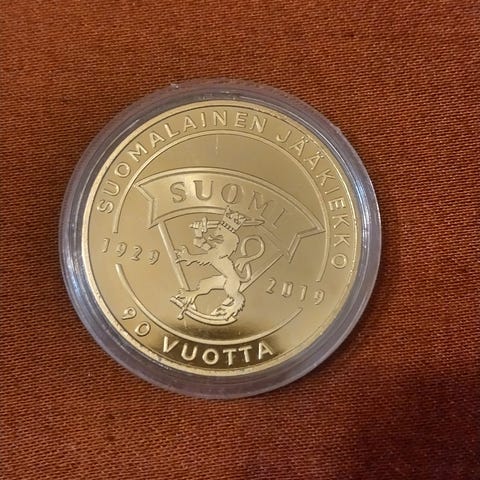 SUOMALAINEN JÄÄKIEKKO
SUOMI
1929 2019
90 VUOTTA